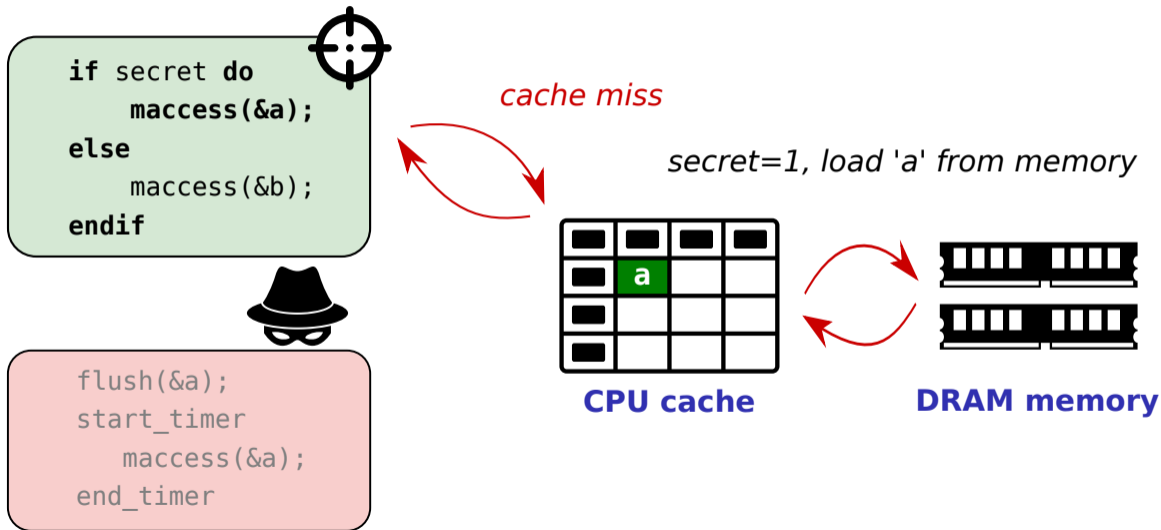 if secret do
    maccess(&a);
else
    maccess(&b);
endif
cache miss
secret=1, load 'a' from memory
a
CPU cache
DRAM memory
flush(&a);
start_timer
   maccess(&a);
end_timer